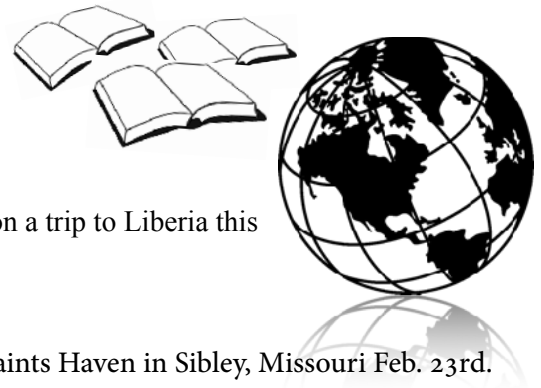 on a trip to Liberia this
aints Haven in Sibley, Missouri Feb. 23rd.